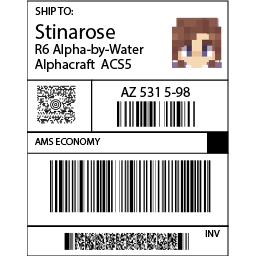 SHIP TO:
Stinarose
R6 Alpha-by-Water
Alphacraft ACS5
AZ 531 5-98
AMS ECONOMY
INV